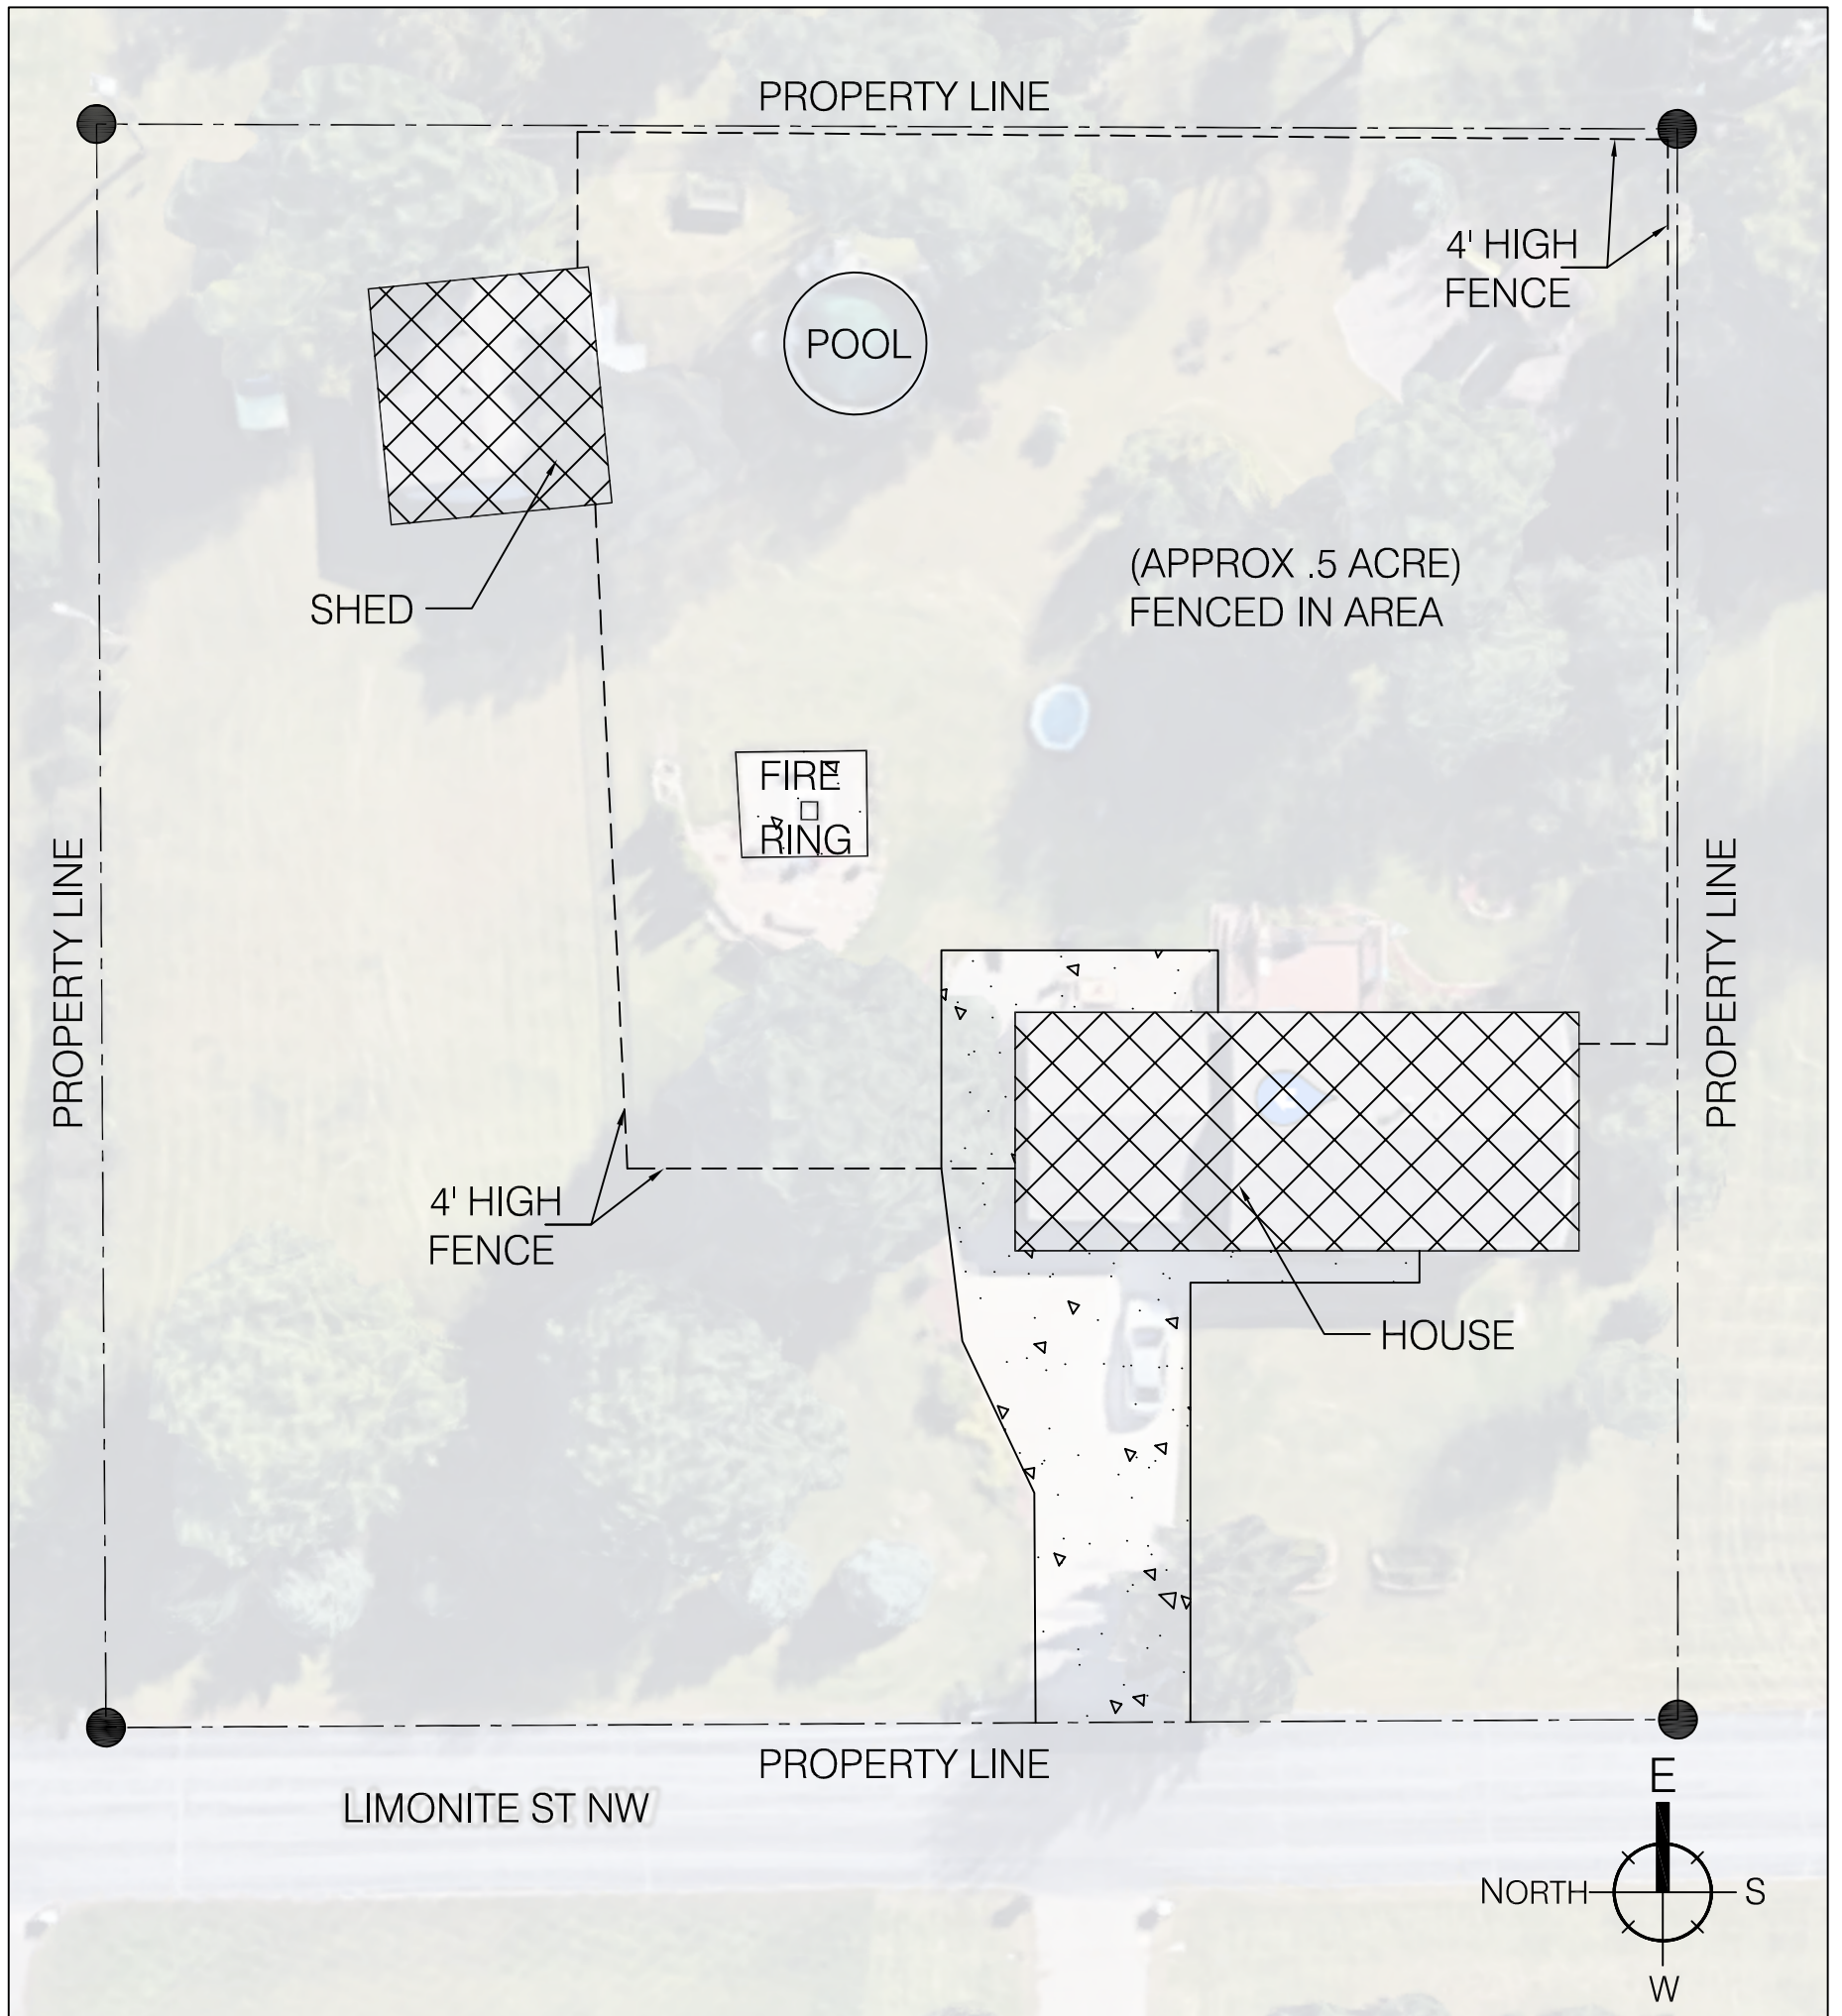 PROPERTY LINE
4' HIGH
FENCE
POOL
(APPROX .5 ACRE)
FENCED IN AREA
SHED
FIRE
RING
PROPERTY LINE
PROPERTY LINE
4' HIGH
FENCE
HOUSE
PROPERTY LINE
LIMONITE ST NW
E
NORTH
S
W